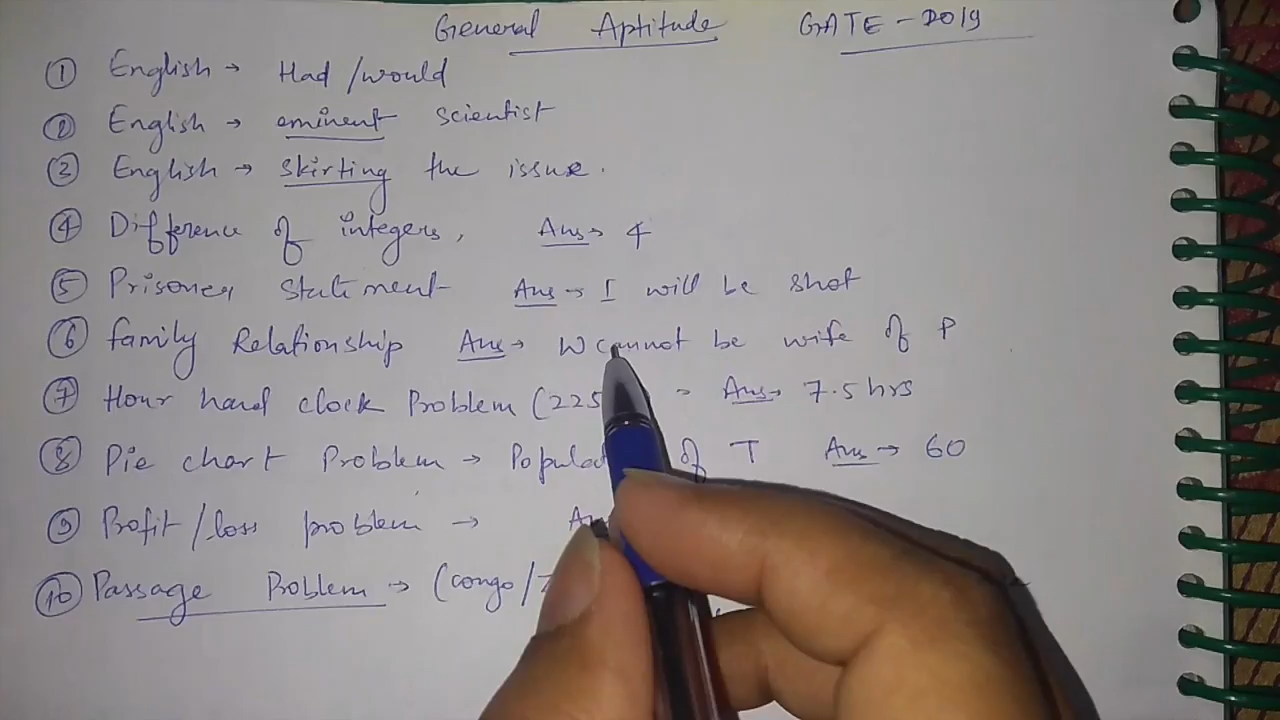 General Aptitude GATE - 2019
① English → Had /would
② English → eminent scientist
③ English → skirting the issue.
④ Difference of integers, Ans → 4
⑤ Prisoner Statement Ans → I will be shot
⑥ family Relationship Ans → W cannot be wife of P
⑦ Hour hand clock Problem (225 Ans → 7.5 hrs
⑧ Pie chart Problem → of T Ans → 60
⑨ Profit/loss problem →
⑩ Passage Problem → (congo/